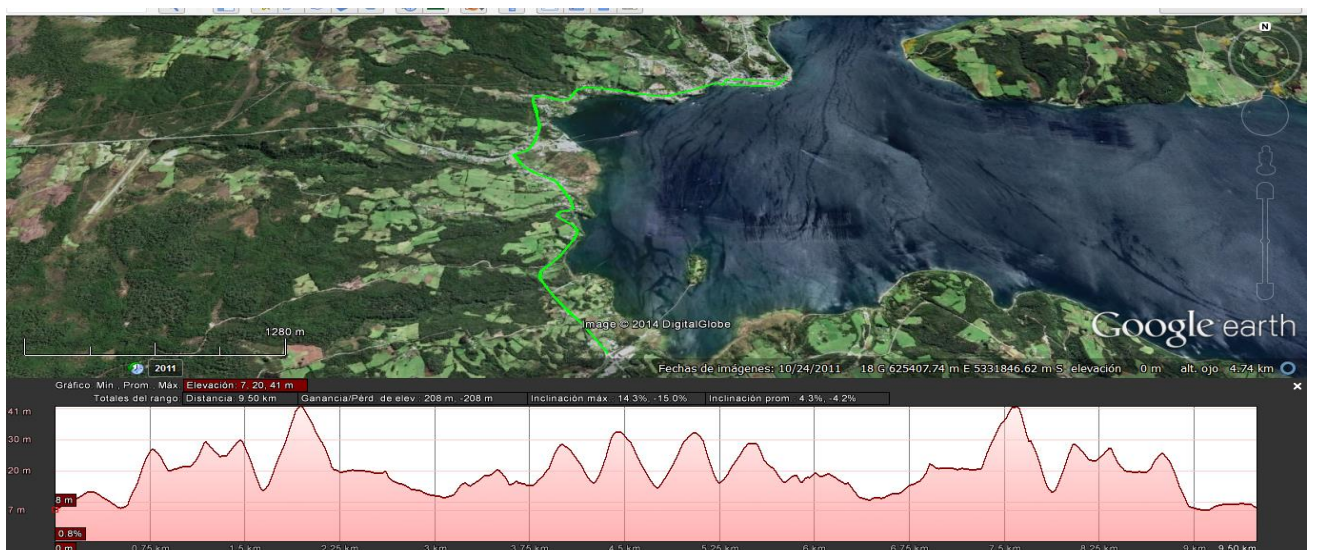 N
1280 m
Image © 2014 DigitalGlobe
Google earth
2011
Fechas de imágenes: 10/24/2011 18 G 625407.74 m E 5331846.62 m S elevación 0 m alt. ojo 4.74 km
Gráfico: Mín., Prom., Máx. Elevación: 7, 20, 41 m
Totales del rango: Distancia: 9.50 km Ganancia/Pérd. de elev.: 208 m, -208 m Inclinación máx.: 14.3%, -15.0% Inclinación prom.: 4.3%, -4.2%
41 m
30 m
20 m
8 m
7 m
0.8%
0 m 0.75 km 1.5 km 2.25 km 3 km 3.75 km 4.5 km 5.25 km 6 km 6.75 km 7.5 km 8.25 km 9 km 9.50 km